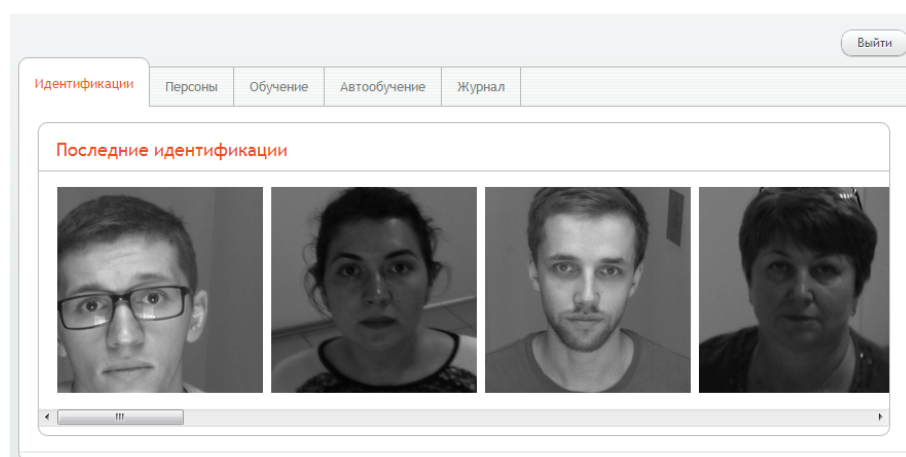 Выйти
Идентификации Персоны Обучение Автообучение Журнал
Последние идентификации